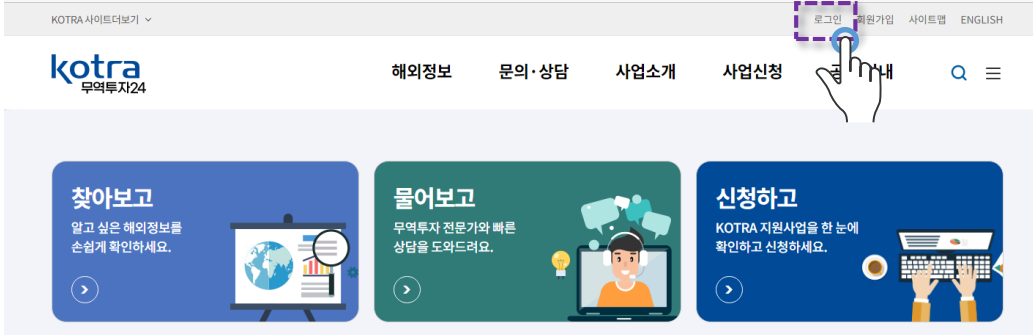 KOTRA 사이트더보기
로그인 회원가입 사이트맵 ENGLISH
kotra
무역투자24
해외정보 문의·상담 사업소개 사업신청
찾아보고
알고 싶은 해외정보를
손쉽게 확인하세요.
물어보고
무역투자 전문가와 빠른
상담을 도와드려요.
신청하고
KOTRA 지원사업을 한 눈에
확인하고 신청하세요.